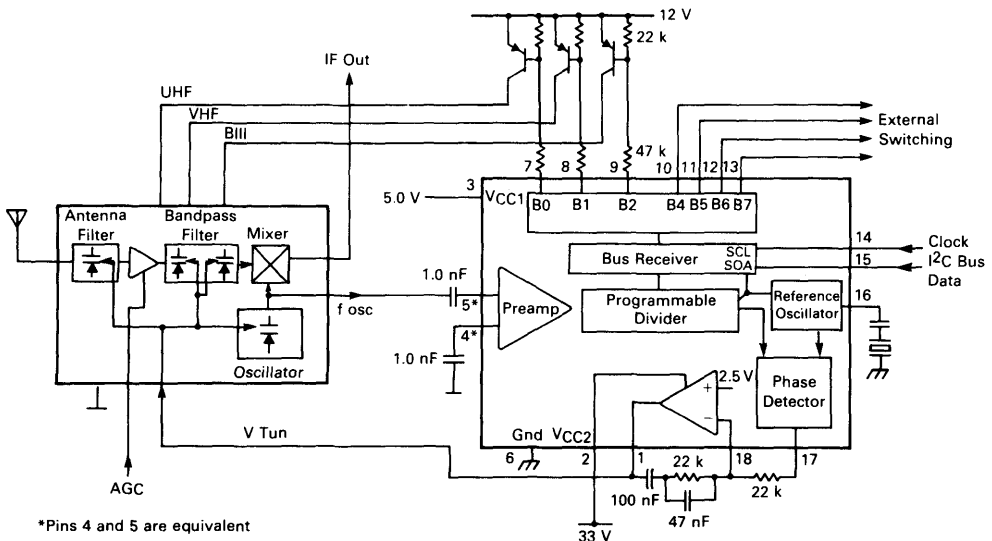 12 V
22 k
IF Out
UHF
VHF
BIII
External
Switching
47 k
7
8
9
10
11
12
13
3
5.0 V
VCC1
B0
B1
B2
B4
B5
B6
B7
Antenna
Filter
Bandpass
Filter
Mixer
Bus Receiver
SCL
SOA
14
Clock
I²C Bus
15
Data
1.0 nF
5*
f osc
Preamp
Programmable
Divider
Reference
Oscillator
16
4*
1.0 nF
Oscillator
2.5 V
+
−
Phase
Detector
V Tun
Gnd
VCC2
6
2
1
18
17
22 k
22 k
100 nF
47 nF
AGC
*Pins 4 and 5 are equivalent
33 V